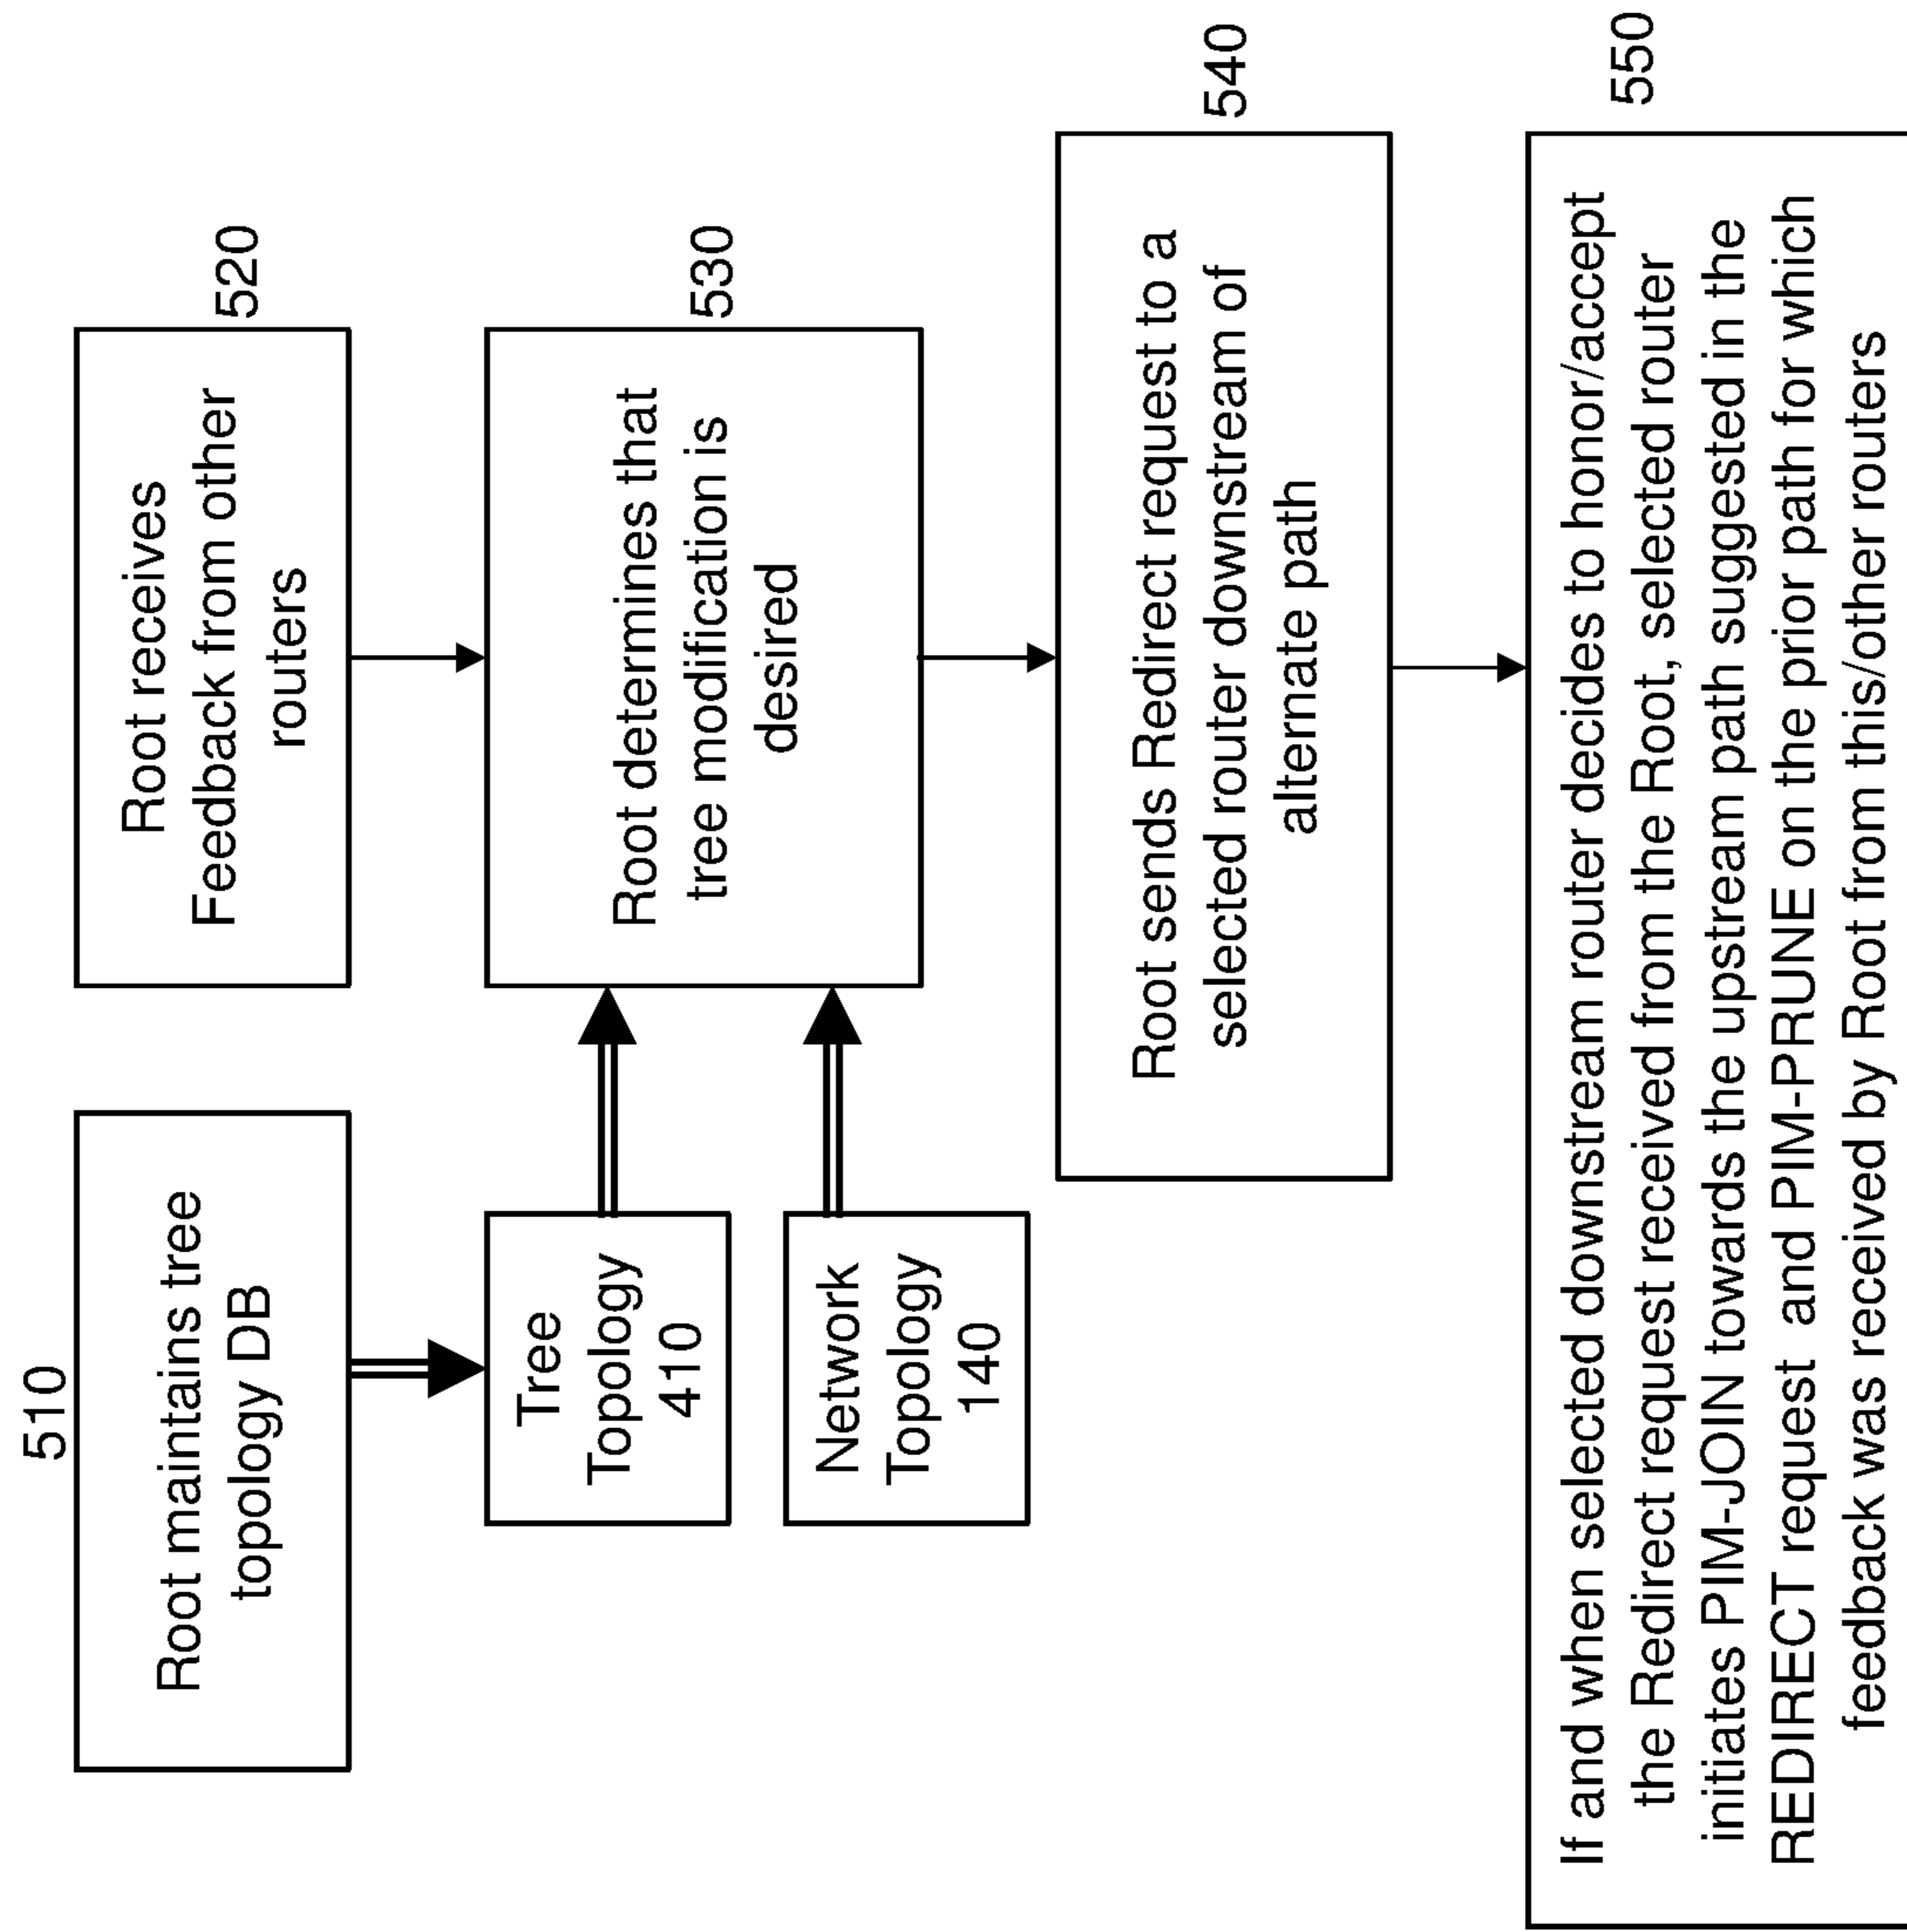 510
Root maintains tree
topology DB
Root receives
Feedback from other
routers
520
Tree
Topology
410
Network
Topology
140
Root determines that
tree modification is
desired
530
Root sends Redirect request to a
selected router downstream of
alternate path
540
If and when selected downstream router decides to honor/accept
the Redirect request received from the Root, selected router
initiates PIM-JOIN towards the upstream path suggested in the
REDIRECT request and PIM-PRUNE on the prior path for which
feedback was received by Root from this/other routers
550